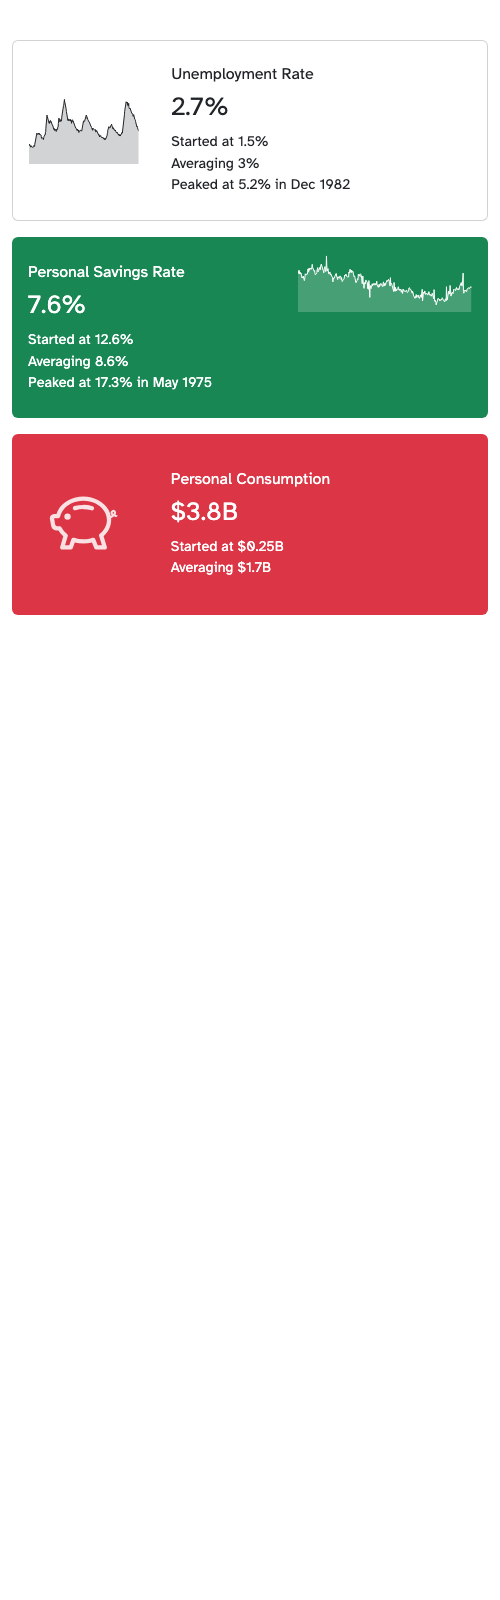 Unemployment Rate
2.7%
Started at 1.5%
Averaging 3%
Peaked at 5.2% in Dec 1982
Personal Savings Rate
7.6%
Started at 12.6%
Averaging 8.6%
Peaked at 17.3% in May 1975
Personal Consumption
$3.8B
Started at $0.25B
Averaging $1.7B